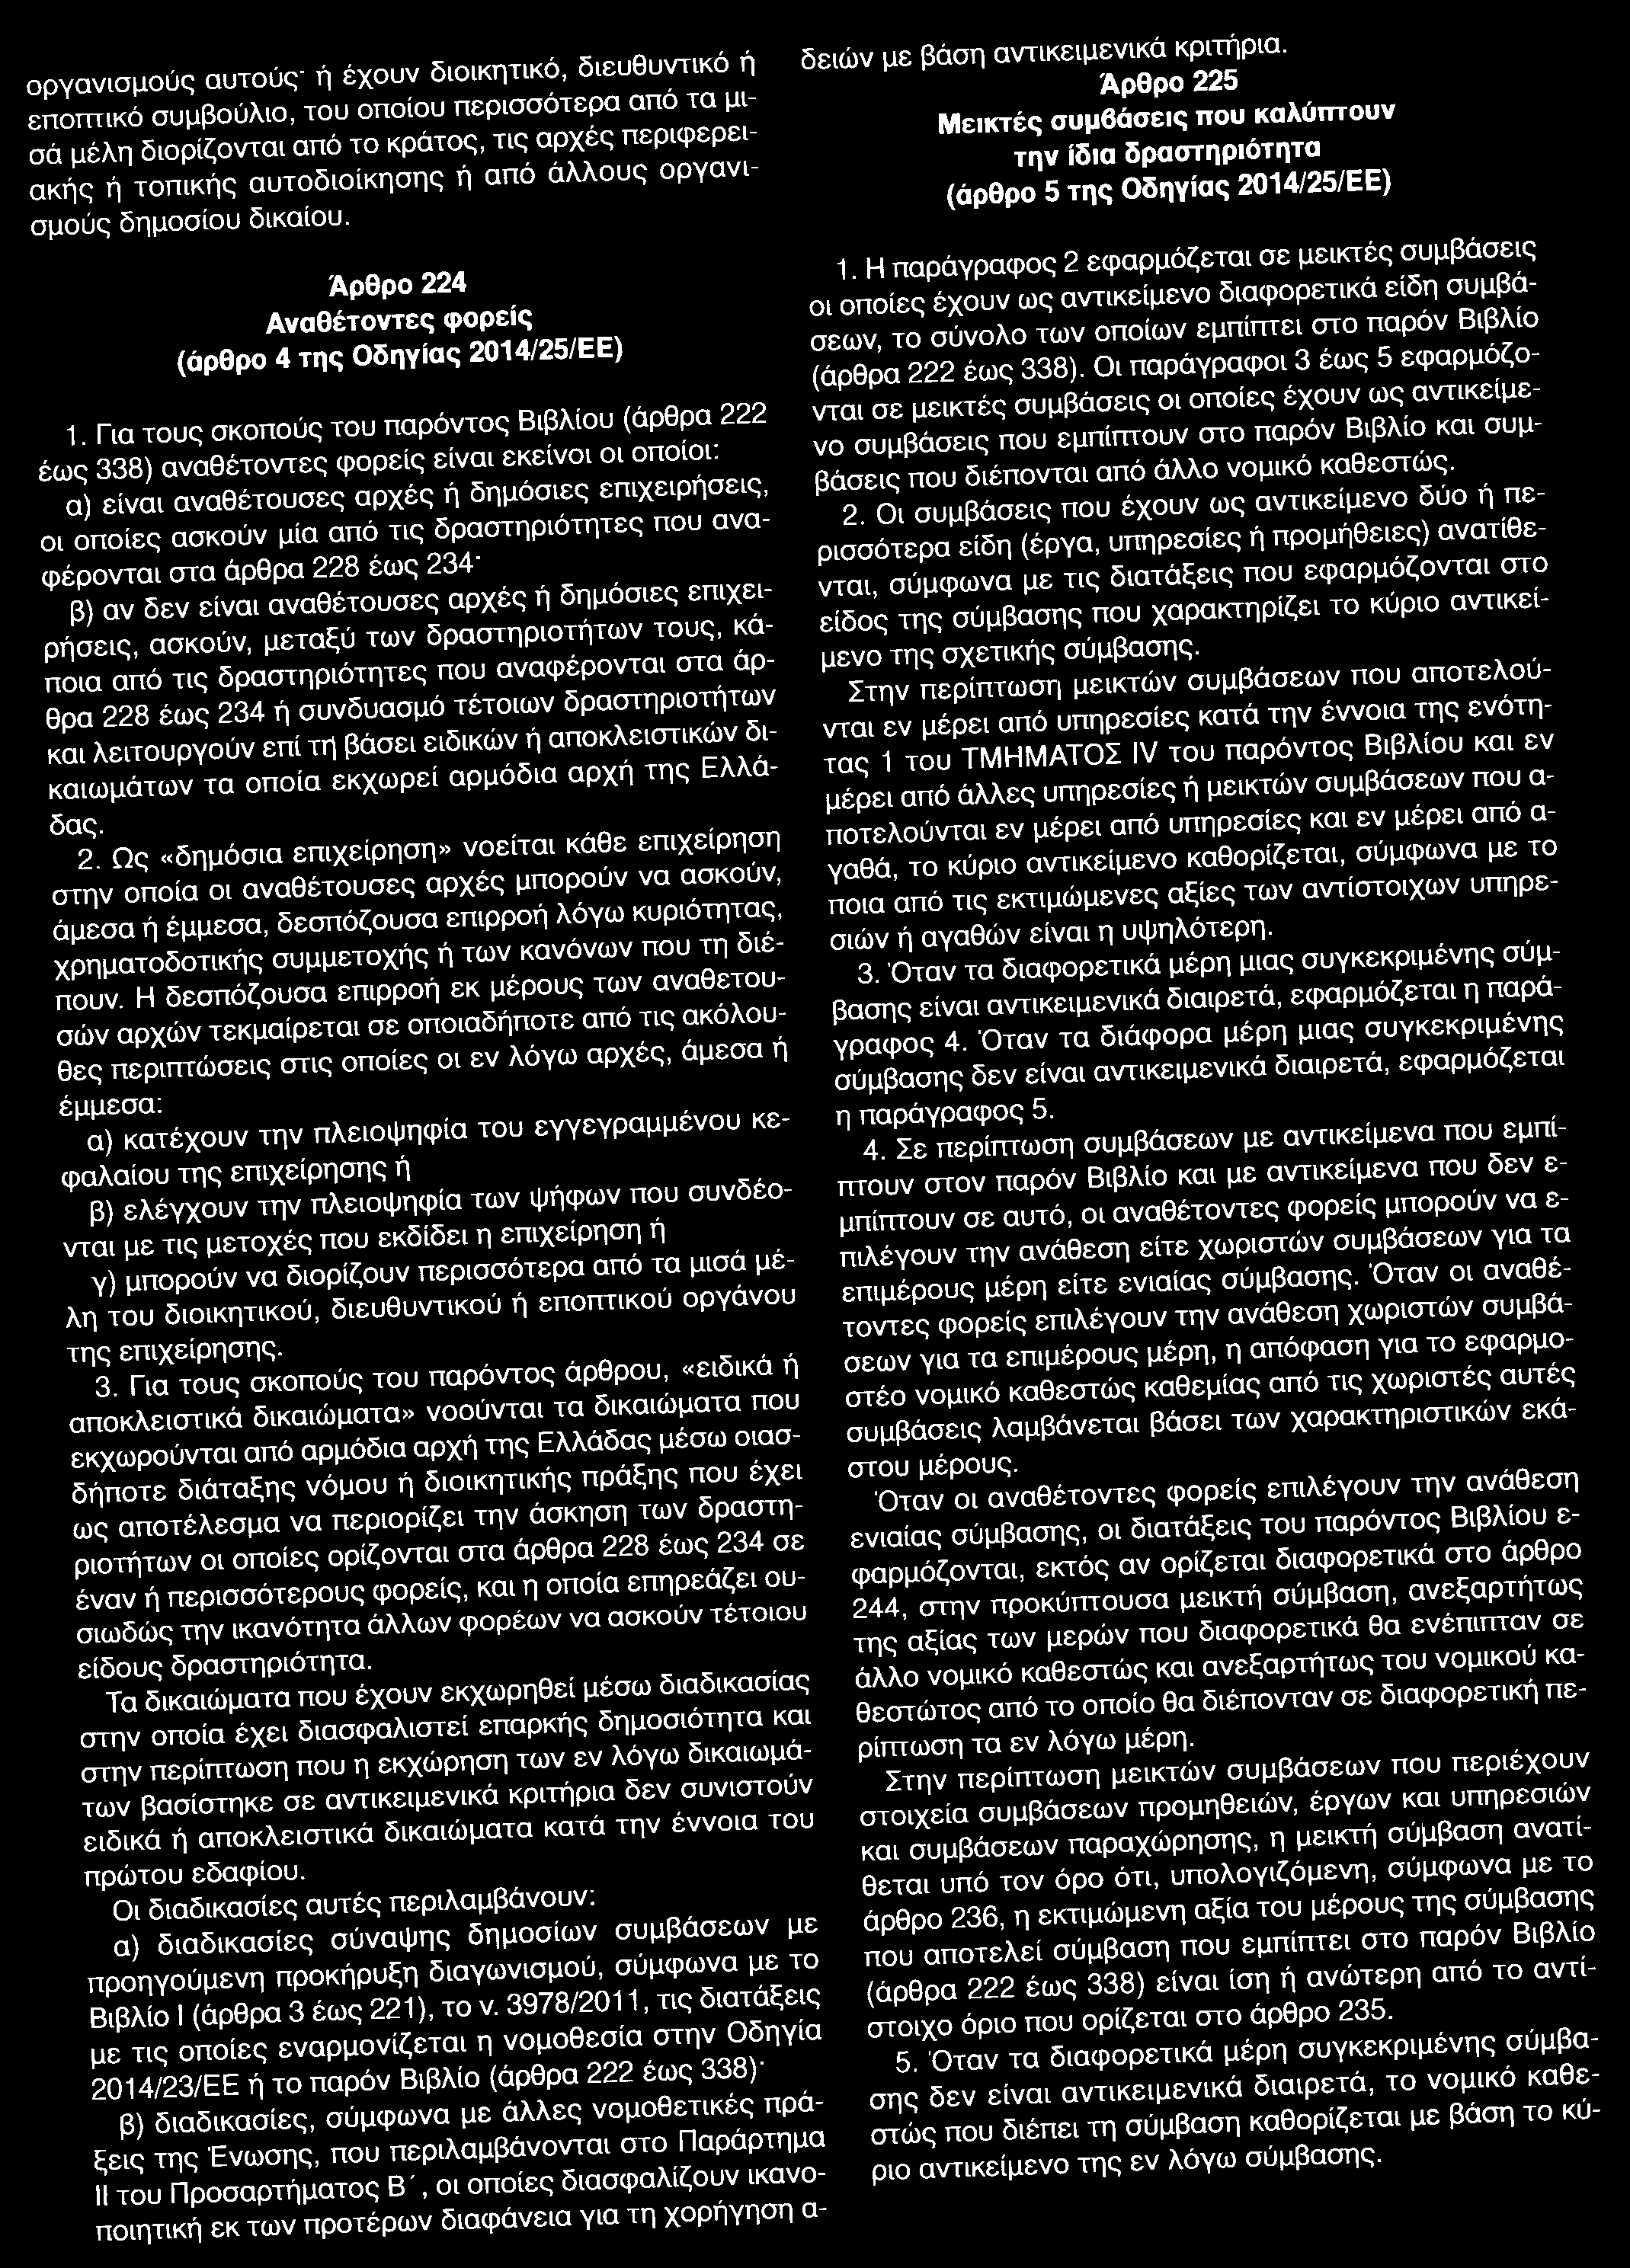 οργανισμούς αυτούς· ή έχουν διοικητικό, διευθυντικό ή
εποπτικό συμβούλιο, του οποίου περισσότερα από τα μι-
σά μέλη διορίζονται από το κράτος, τις αρχές περιφερει-
ακής ή τοπικής αυτοδιοίκησης ή από άλλους οργανι-
σμούς δημοσίου δικαίου.
Άρθρο 224
Αναθέτοντες φορείς
(άρθρο 4 της Οδηγίας 2014/25/ΕΕ)
1. Για τους σκοπούς του παρόντος Βιβλίου (άρθρα 222
έως 338) αναθέτοντες φορείς είναι εκείνοι οι οποίοι:
α) είναι αναθέτουσες αρχές ή δημόσιες επιχειρήσεις,
οι οποίες ασκούν μία από τις δραστηριότητες που ανα-
φέρονται στα άρθρα 228 έως 234·
β) αν δεν είναι αναθέτουσες αρχές ή δημόσιες επιχει-
ρήσεις, ασκούν, μεταξύ των δραστηριοτήτων τους, κά-
ποια από τις δραστηριότητες που αναφέρονται στα άρ-
θρα 228 έως 234 ή συνδυασμό τέτοιων δραστηριοτήτων
και λειτουργούν επί τη βάσει ειδικών ή αποκλειστικών δι-
καιωμάτων τα οποία εκχωρεί αρμόδια αρχή της Ελλά-
δας.
2. Ως «δημόσια επιχείρηση» νοείται κάθε επιχείρηση
στην οποία οι αναθέτουσες αρχές μπορούν να ασκούν,
άμεσα ή έμμεσα, δεσπόζουσα επιρροή λόγω κυριότητας,
χρηματοδοτικής συμμετοχής ή των κανόνων που τη διέ-
πουν. Η δεσπόζουσα επιρροή εκ μέρους των αναθετου-
σών αρχών τεκμαίρεται σε οποιαδήποτε από τις ακόλου-
θες περιπτώσεις στις οποίες οι εν λόγω αρχές, άμεσα ή
έμμεσα:
α) κατέχουν την πλειοψηφία του εγγεγραμμένου κε-
φαλαίου της επιχείρησης ή
β) ελέγχουν την πλειοψηφία των ψήφων που συνδέο-
νται με τις μετοχές που εκδίδει η επιχείρηση ή
γ) μπορούν να διορίζουν περισσότερα από τα μισά μέ-
λη του διοικητικού, διευθυντικού ή εποπτικού οργάνου
της επιχείρησης.
3. Για τους σκοπούς του παρόντος άρθρου, «ειδικά ή
αποκλειστικά δικαιώματα» νοούνται τα δικαιώματα που
εκχωρούνται από αρμόδια αρχή της Ελλάδας μέσω οιασ-
δήποτε διάταξης νόμου ή διοικητικής πράξης που έχει
ως αποτέλεσμα να περιορίζει την άσκηση των δραστη-
ριοτήτων οι οποίες ορίζονται στα άρθρα 228 έως 234 σε
έναν ή περισσότερους φορείς, και η οποία επηρεάζει ου-
σιωδώς την ικανότητα άλλων φορέων να ασκούν τέτοιου
είδους δραστηριότητα.
Τα δικαιώματα που έχουν εκχωρηθεί μέσω διαδικασίας
στην οποία έχει διασφαλιστεί επαρκής δημοσιότητα και
στην περίπτωση που η εκχώρηση των εν λόγω δικαιωμά-
των βασίστηκε σε αντικειμενικά κριτήρια δεν συνιστούν
ειδικά ή αποκλειστικά δικαιώματα κατά την έννοια του
πρώτου εδαφίου.
Οι διαδικασίες αυτές περιλαμβάνουν:
α) διαδικασίες σύναψης δημοσίων συμβάσεων με
προηγούμενη προκήρυξη διαγωνισμού, σύμφωνα με το
Βιβλίο Ι (άρθρα 3 έως 221), το ν. 3978/2011, τις διατάξεις
με τις οποίες εναρμονίζεται η νομοθεσία στην Οδηγία
2014/23/ΕΕ ή το παρόν Βιβλίο (άρθρα 222 έως 338)·
β) διαδικασίες, σύμφωνα με άλλες νομοθετικές πρά-
ξεις της Ένωσης, που περιλαμβάνονται στο Παράρτημα
ΙΙ του Προσαρτήματος Β΄, οι οποίες διασφαλίζουν ικανο-
ποιητική εκ των προτέρων διαφάνεια για τη χορήγηση α-
δειών με βάση αντικειμενικά κριτήρια.
Άρθρο 225
Μεικτές συμβάσεις που καλύπτουν
την ίδια δραστηριότητα
(άρθρο 5 της Οδηγίας 2014/25/ΕΕ)
1. Η παράγραφος 2 εφαρμόζεται σε μεικτές συμβάσεις
οι οποίες έχουν ως αντικείμενο διαφορετικά είδη συμβά-
σεων, το σύνολο των οποίων εμπίπτει στο παρόν Βιβλίο
(άρθρα 222 έως 338). Οι παράγραφοι 3 έως 5 εφαρμόζο-
νται σε μεικτές συμβάσεις οι οποίες έχουν ως αντικείμε-
νο συμβάσεις που εμπίπτουν στο παρόν Βιβλίο και συμ-
βάσεις που διέπονται από άλλο νομικό καθεστώς.
2. Οι συμβάσεις που έχουν ως αντικείμενο δύο ή πε-
ρισσότερα είδη (έργα, υπηρεσίες ή προμήθειες) ανατίθε-
νται, σύμφωνα με τις διατάξεις που εφαρμόζονται στο
είδος της σύμβασης που χαρακτηρίζει το κύριο αντικεί-
μενο της σχετικής σύμβασης.
Στην περίπτωση μεικτών συμβάσεων που αποτελού-
νται εν μέρει από υπηρεσίες κατά την έννοια της ενότη-
τας 1 του ΤΜΗΜΑΤΟΣ IV του παρόντος Βιβλίου και εν
μέρει από άλλες υπηρεσίες ή μεικτών συμβάσεων που α-
ποτελούνται εν μέρει από υπηρεσίες και εν μέρει από α-
γαθά, το κύριο αντικείμενο καθορίζεται, σύμφωνα με το
ποια από τις εκτιμώμενες αξίες των αντίστοιχων υπηρε-
σιών ή αγαθών είναι η υψηλότερη.
3. Όταν τα διαφορετικά μέρη μιας συγκεκριμένης σύμ-
βασης είναι αντικειμενικά διαιρετά, εφαρμόζεται η παρά-
γραφος 4. Όταν τα διάφορα μέρη μιας συγκεκριμένης
σύμβασης δεν είναι αντικειμενικά διαιρετά, εφαρμόζεται
η παράγραφος 5.
4. Σε περίπτωση συμβάσεων με αντικείμενα που εμπί-
πτουν στον παρόν Βιβλίο και με αντικείμενα που δεν ε-
μπίπτουν σε αυτό, οι αναθέτοντες φορείς μπορούν να ε-
πιλέγουν την ανάθεση είτε χωριστών συμβάσεων για τα
επιμέρους μέρη είτε ενιαίας σύμβασης. Όταν οι αναθέ-
τοντες φορείς επιλέγουν την ανάθεση χωριστών συμβά-
σεων για τα επιμέρους μέρη, η απόφαση για το εφαρμο-
στέο νομικό καθεστώς καθεμίας από τις χωριστές αυτές
συμβάσεις λαμβάνεται βάσει των χαρακτηριστικών εκά-
στου μέρους.
Όταν οι αναθέτοντες φορείς επιλέγουν την ανάθεση
ενιαίας σύμβασης, οι διατάξεις του παρόντος Βιβλίου ε-
φαρμόζονται, εκτός αν ορίζεται διαφορετικά στο άρθρο
244, στην προκύπτουσα μεικτή σύμβαση, ανεξαρτήτως
της αξίας των μερών που διαφορετικά θα ενέπιπταν σε
άλλο νομικό καθεστώς και ανεξαρτήτως του νομικού κα-
θεστώτος από το οποίο θα διέπονταν σε διαφορετική πε-
ρίπτωση τα εν λόγω μέρη.
Στην περίπτωση μεικτών συμβάσεων που περιέχουν
στοιχεία συμβάσεων προμηθειών, έργων και υπηρεσιών
και συμβάσεων παραχώρησης, η μεικτή σύμβαση ανατί-
θεται υπό τον όρο ότι, υπολογιζόμενη, σύμφωνα με το
άρθρο 236, η εκτιμώμενη αξία του μέρους της σύμβασης
που αποτελεί σύμβαση που εμπίπτει στο παρόν Βιβλίο
(άρθρα 222 έως 338) είναι ίση ή ανώτερη από το αντί-
στοιχο όριο που ορίζεται στο άρθρο 235.
5. Όταν τα διαφορετικά μέρη συγκεκριμένης σύμβα-
σης δεν είναι αντικειμενικά διαιρετά, το νομικό καθε-
στώς που διέπει τη σύμβαση καθορίζεται με βάση το κύ-
ριο αντικείμενο της εν λόγω σύμβασης.